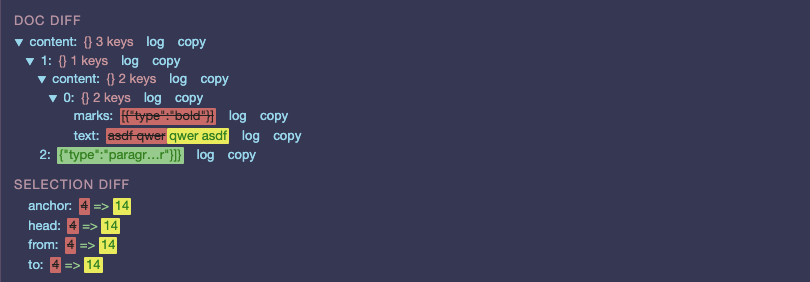 DOC DIFF
▼ content: {} 3 keys log copy
▼ 1: {} 1 keys log copy
▼ content: {} 2 keys log copy
▼ 0: {} 2 keys log copy
marks: [{"type":"bold"}] log copy
text: asdf qwer qwer asdf log copy
2: {"type":"paragr…r"}]} log copy
SELECTION DIFF
anchor: 4 => 14
head: 4 => 14
from: 4 => 14
to: 4 => 14